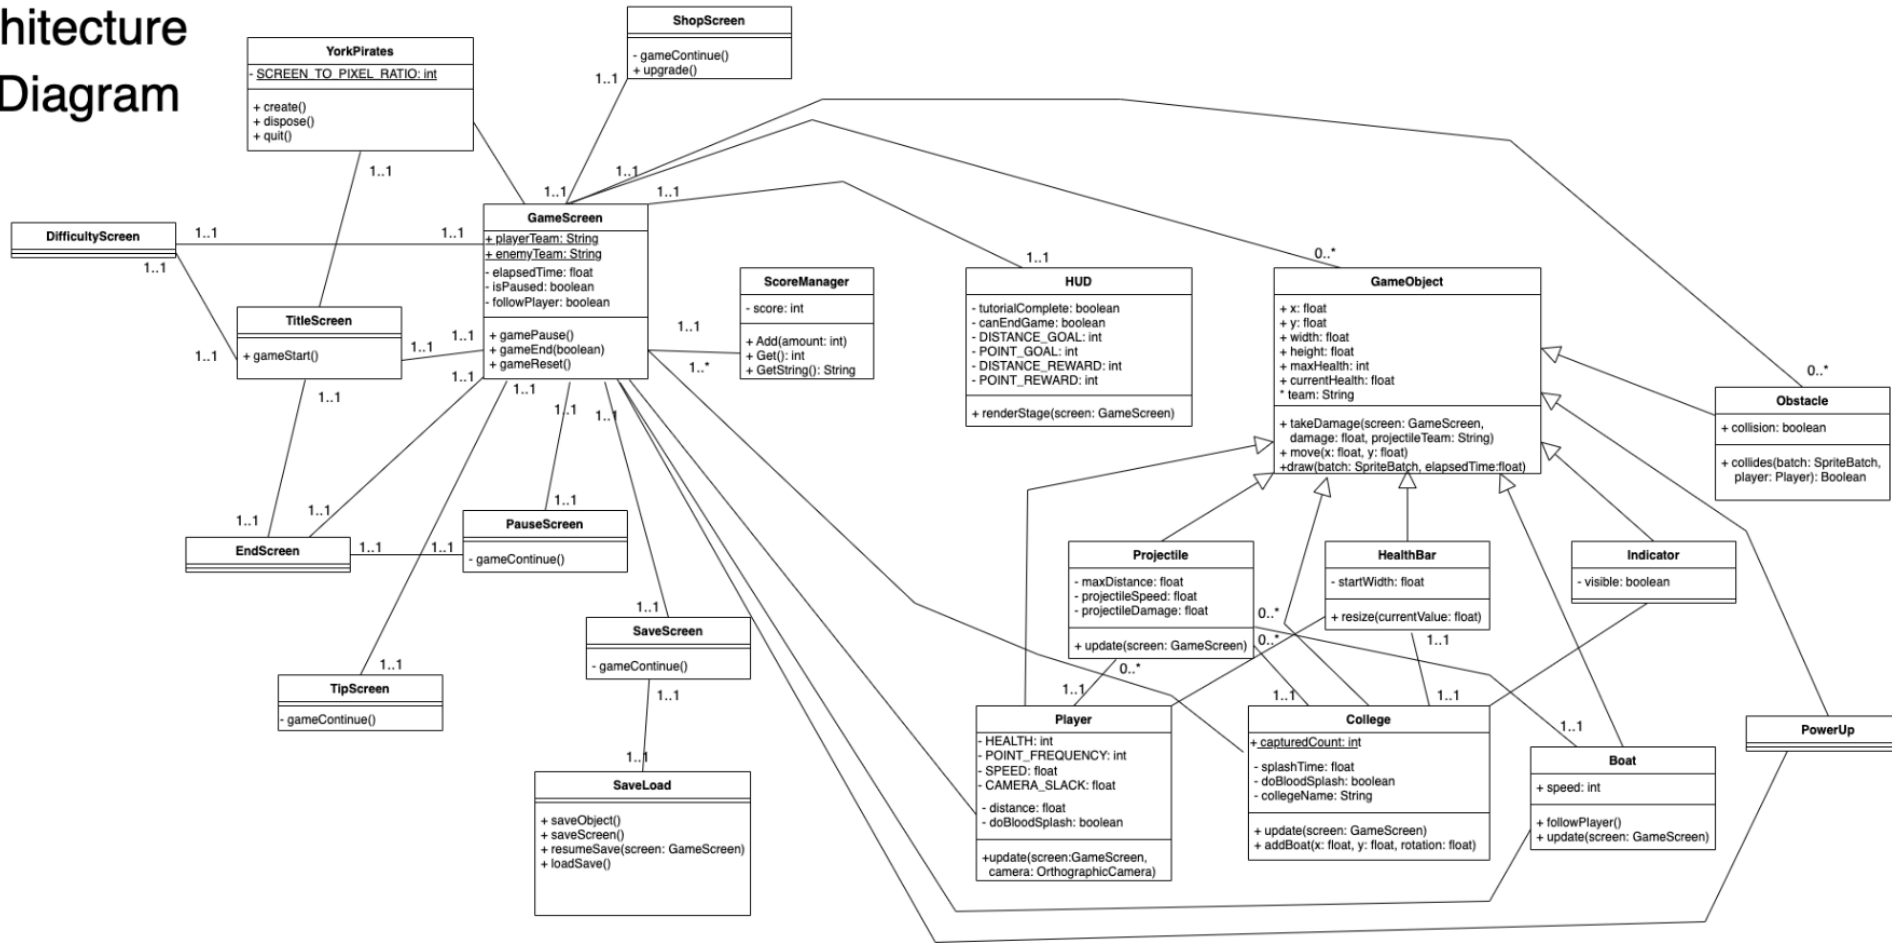 hitecture
Diagram
YorkPirates
- SCREEN_TO_PIXEL_RATIO: int
+ create()
+ dispose()
+ quit()
1..1
ShopScreen
- gameContinue()
+ upgrade()
1..1
1..1
1..1
1..1
DifficultyScreen
1..1
1..1
1..1
GameScreen
+ playerTeam: String
+ enemyTeam: String
- elapsedTime: float
- isPaused: boolean
- followPlayer: boolean
+ gamePause()
+ gameEnd(boolean)
+ gameReset()
TitleScreen
+ gameStart()
1..1
1..1
1..1
1..1
1..1
1..1
1..1
1..1
ScoreManager
- score: int
+ Add(amount: int)
+ Get(): int
+ GetString(): String
1..1
1..*
1..1
HUD
- tutorialComplete: boolean
- canEndGame: boolean
- DISTANCE_GOAL: int
- POINT_GOAL: int
- DISTANCE_REWARD: int
- POINT_REWARD: int
+ renderStage(screen: GameScreen)
0..*
GameObject
+ x: float
+ y: float
+ width: float
+ height: float
+ maxHealth: int
+ currentHealth: float
* team: String
+ takeDamage(screen: GameScreen,
damage: float, projectileTeam: String)
+ move(x: float, y: float)
+draw(batch: SpriteBatch, elapsedTime:float)
0..*
Obstacle
+ collision: boolean
+ collides(batch: SpriteBatch,
player: Player): Boolean
1..1
1..1
EndScreen
1..1
1..1
1..1
PauseScreen
- gameContinue()
1..1
SaveScreen
- gameContinue()
1..1
1..1
TipScreen
- gameContinue()
1..1
SaveLoad
+ saveObject()
+ saveScreen()
+ resumeSave(screen: GameScreen)
+ loadSave()
Projectile
- maxDistance: float
- projectileSpeed: float
- projectileDamage: float
+ update(screen: GameScreen)
0..*
0..*
0..*
HealthBar
- startWidth: float
+ resize(currentValue: float)
1..1
Indicator
- visible: boolean
1..1
1..1
1..1
1..1
Player
- HEALTH: int
- POINT_FREQUENCY: int
- SPEED: float
- CAMERA_SLACK: float
- distance: float
- doBloodSplash: boolean
+update(screen:GameScreen,
camera: OrthographicCamera)
College
+ capturedCount: int
- splashTime: float
- doBloodSplash: boolean
- collegeName: String
+ update(screen: GameScreen)
+ addBoat(x: float, y: float, rotation: float)
Boat
+ speed: int
+ followPlayer()
+ update(screen: GameScreen)
PowerUp